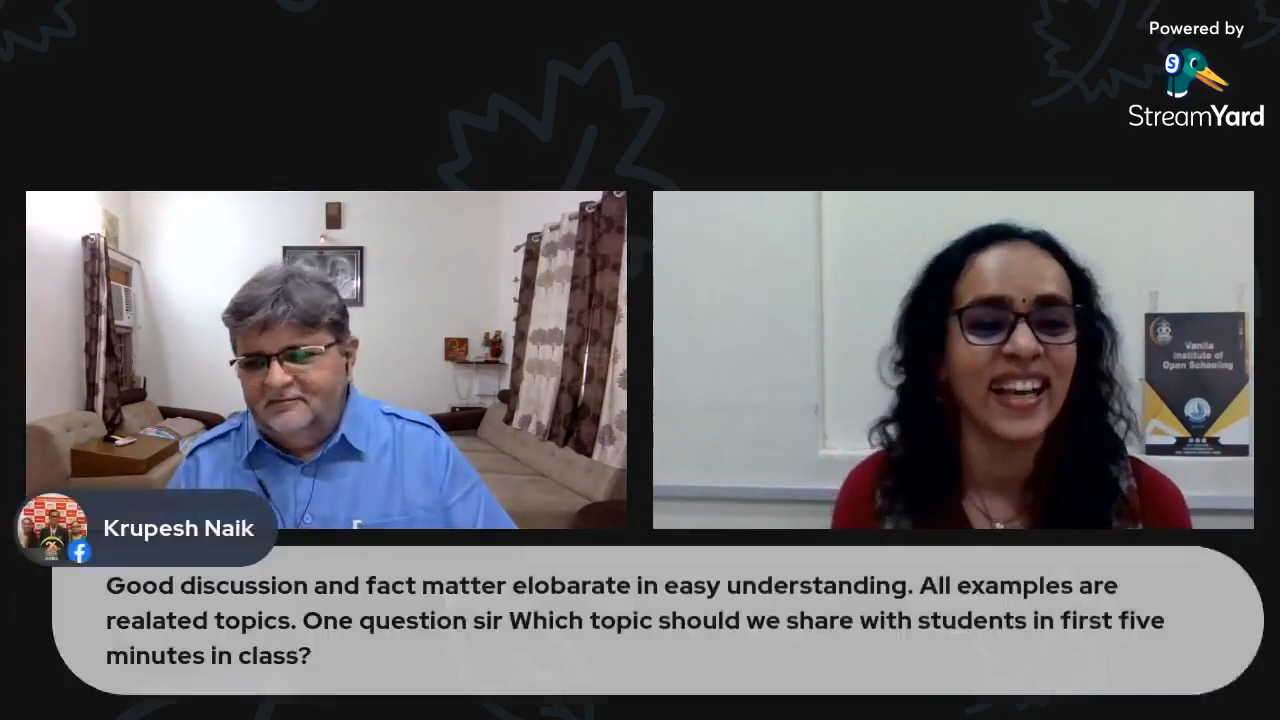 Powered by
S
StreamYard
Vanita
Institute of
Open Schooling
Krupesh Naik
Good discussion and fact matter elobarate in easy understanding. All examples are
realated topics. One question sir Which topic should we share with students in first five
minutes in class?